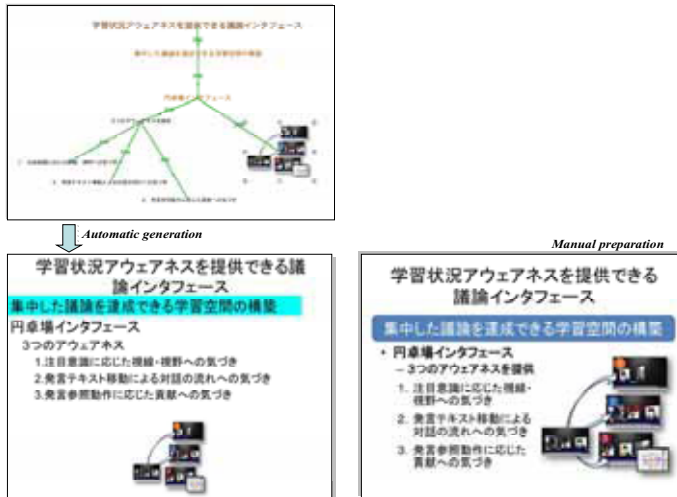 学習状況アウェアネスを提供できる議論インタフェース
集中した議論を達成できる学習空間の構築
円卓場インタフェース
Automatic generation
Manual preparation
学習状況アウェアネスを提供できる議
論インタフェース
集中した議論を達成できる学習空間の構築
円卓場インタフェース
3つのアウェアネス
1.注目意識に応じた視線・視野への気づき
2.発言テキスト移動による対話の流れへの気づき
3.発言参照動作に応じた貢献への気づき
学習状況アウェアネスを提供できる
議論インタフェース
集中した議論を達成できる学習空間の構築
• 円卓場インタフェース
– 3つのアウェアネスを提供
1. 注目意識に応じた視線・
視野への気づき
2. 発言テキスト移動による
対話の流れへの気づき
3. 発言参照動作に応じた
貢献への気づき